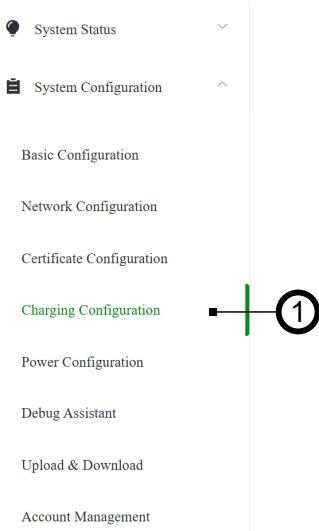 System Status
System Configuration
Basic Configuration
Network Configuration
Certificate Configuration
Charging Configuration
1
Power Configuration
Debug Assistant
Upload & Download
Account Management